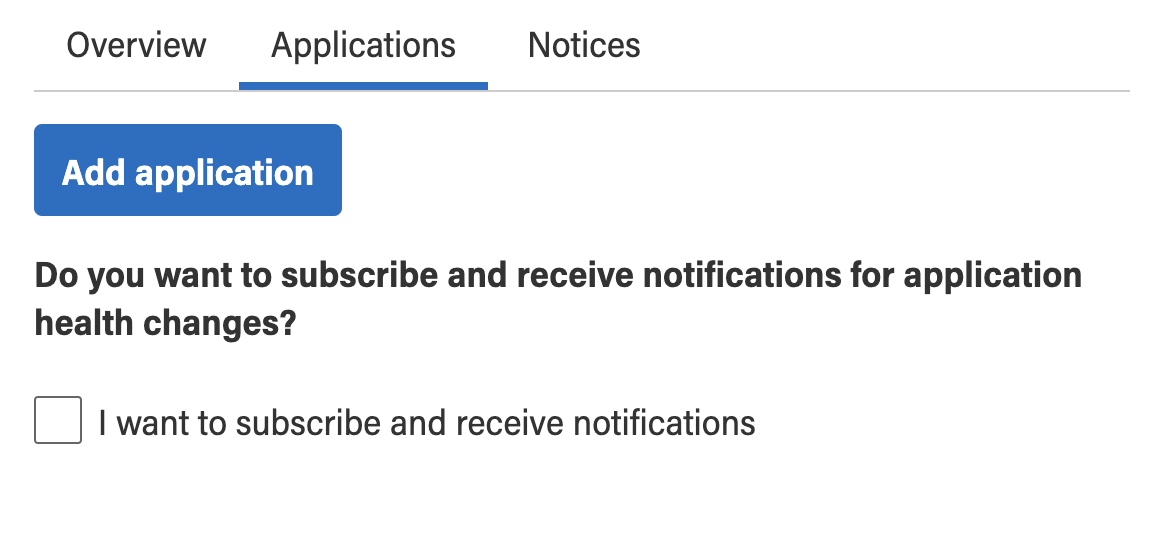 Overview Applications Notices
Add application
Do you want to subscribe and receive notifications for application
health changes?
I want to subscribe and receive notifications